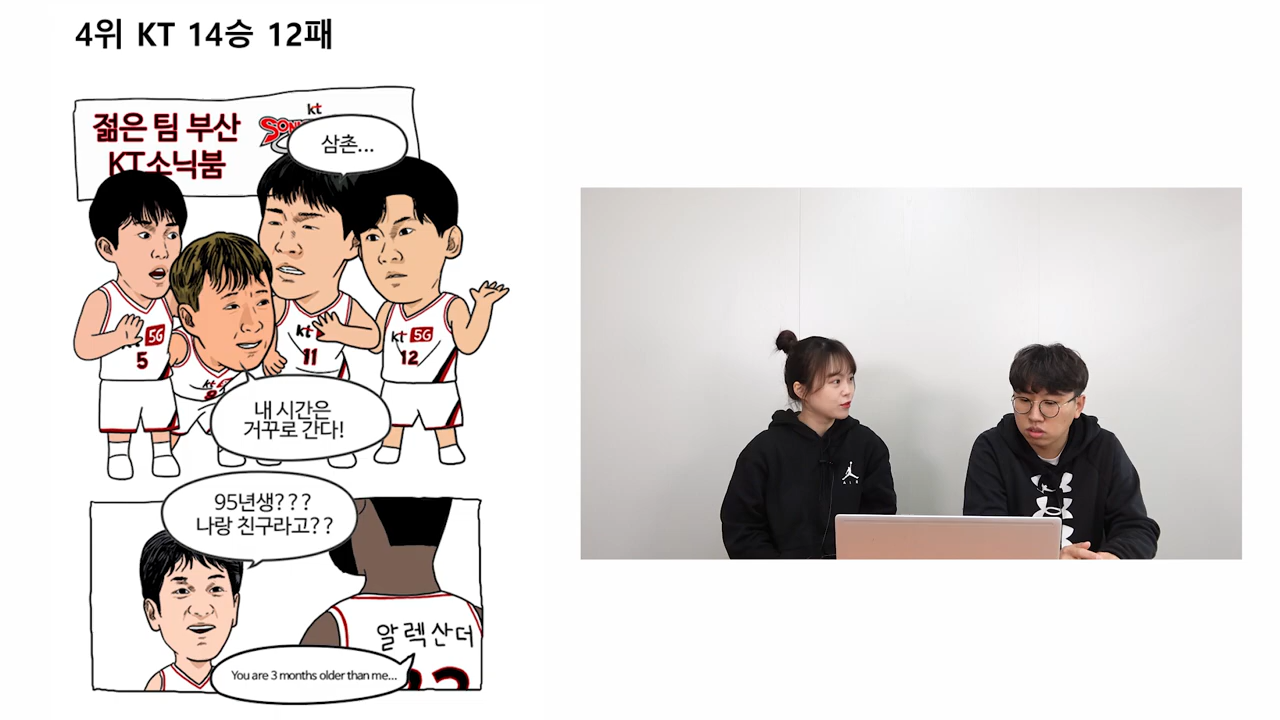 4위 KT 14승 12패
젊은 팀 부산
KT소닉붐
kt
삼촌...
5G
5
kt
11
kt 5G
12
kt
내 시간은
거꾸로 간다!
95년생???
나랑 친구라고??
알렉산더
You are 3 months older than me...
AIR